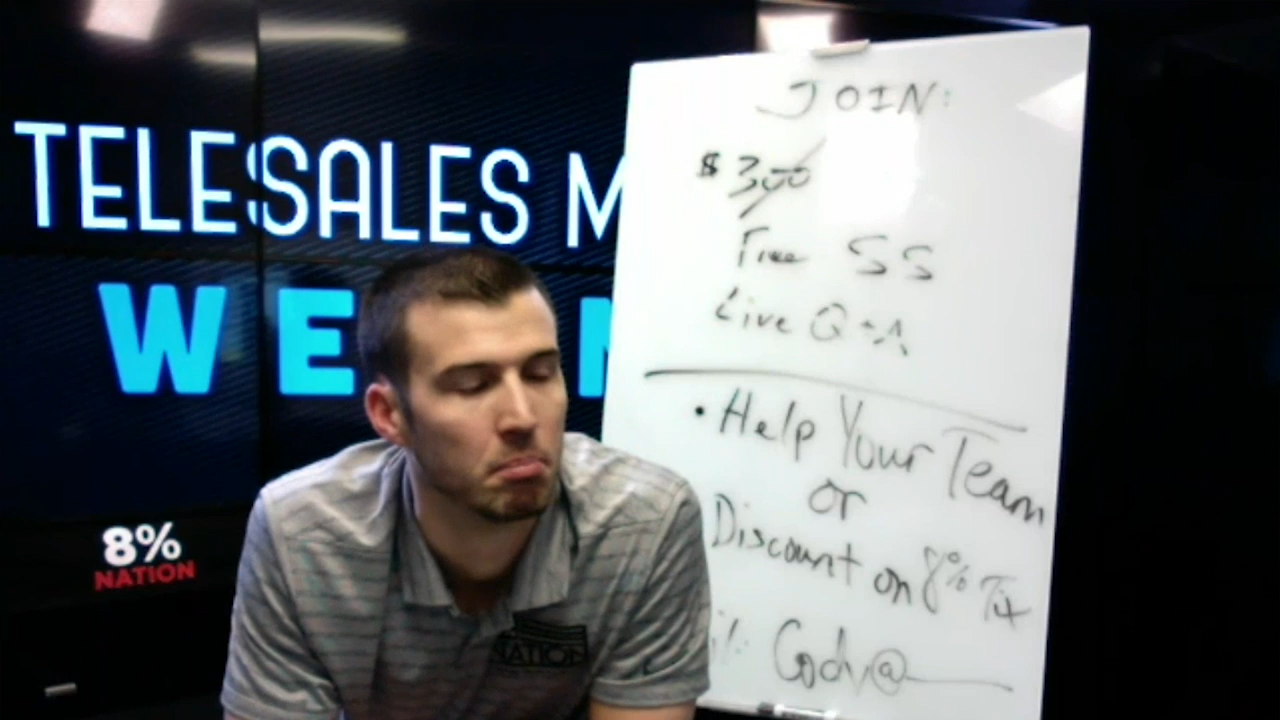 TELESALES M
WE
8%
NATION
NATION
JOIN:
$300
Free SS
Live Q+A
• Help Your Team
or
Discount on 8% Tix
Cody@